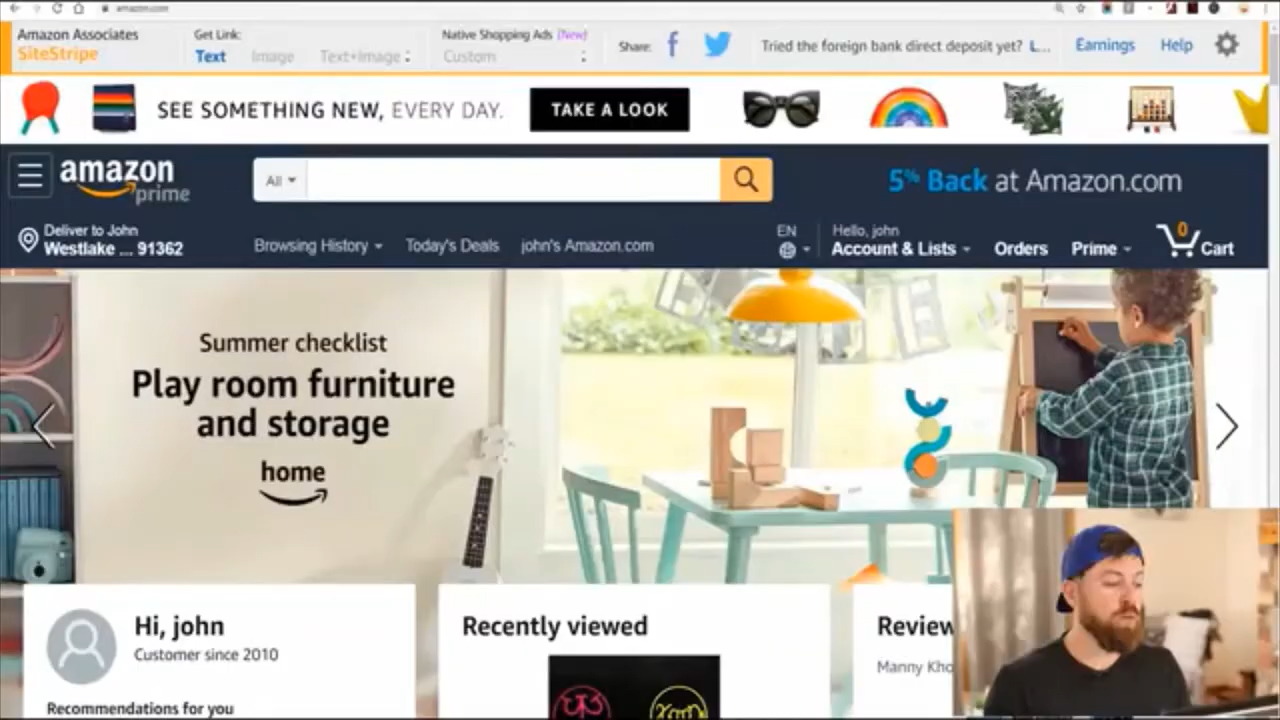 amazon.com
Amazon Associates
SiteStripe
Get Link:
Text Image Text+Image
Native Shopping Ads (New)
Custom
Share:
Tried the foreign bank direct deposit yet? L...
Earnings Help
SEE SOMETHING NEW, EVERY DAY.
TAKE A LOOK
amazon
prime
All
5% Back at Amazon.com
Deliver to John
Westlake ... 91362
Browsing History Today's Deals john's Amazon.com
EN
Hello, john
Account & Lists
Orders
Prime
0
Cart
Summer checklist
Play room furniture
and storage
home
Hi, john
Customer since 2010
Recommendations for you
Recently viewed
Review
Manny Kho